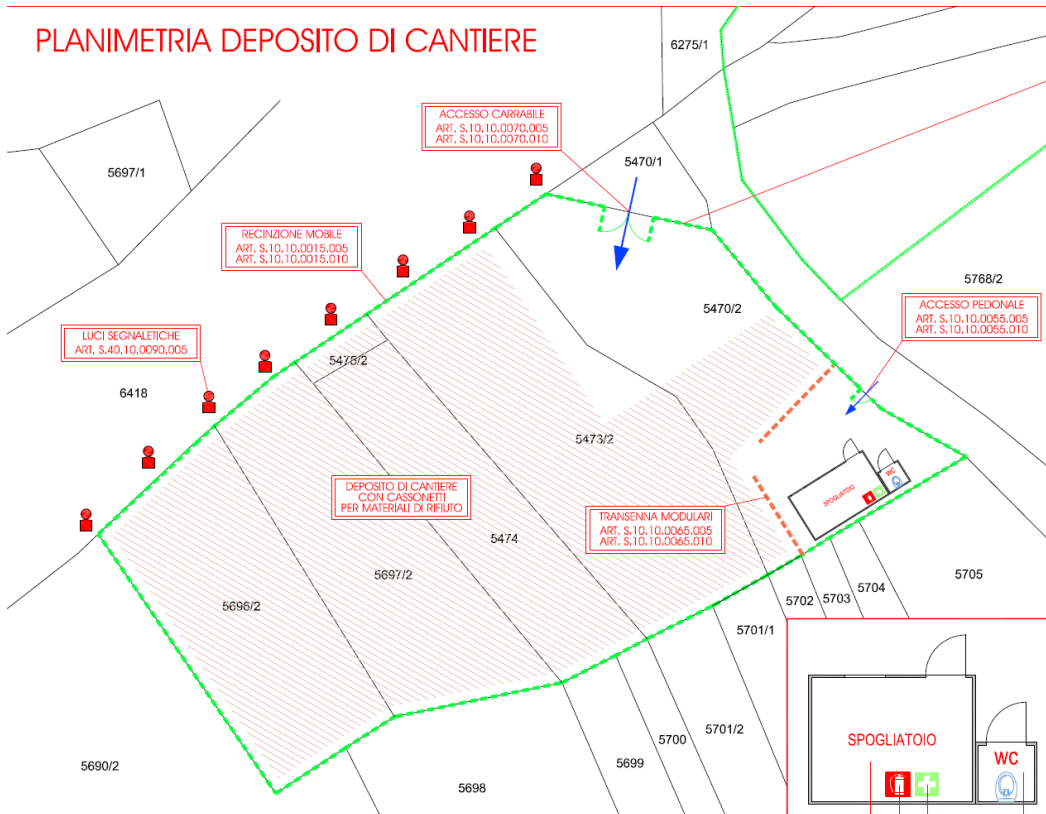 PLANIMETRIA DEPOSITO DI CANTIERE
6275/1
ACCESSO CARRABILE
ART. S.10.10.0070.005
ART. S.10.10.0070.010
5697/1
5470/1
RECINZIONE MOBILE
ART. S.10.10.0015.005
ART. S.10.10.0015.010
5768/2
5470/2
ACCESSO PEDONALE
ART. S.10.10.0055.005
ART. S.10.10.0055.010
LUCI SEGNALETICHE
ART. S.40.10.0090.005
5475/2
6418
5473/2
WC
SPOGLIATOIO
DEPOSITO DI CANTIERE
CON CASSONETTI
PER MATERIALI DI RIFIUTO
TRANSENNA MODULARI
ART. S.10.10.0065.005
ART. S.10.10.0065.010
5474
5697/2
5696/2
5705
5704
5703
5702
5701/1
5701/2
5700
5699
5698
5690/2
SPOGLIATOIO
WC